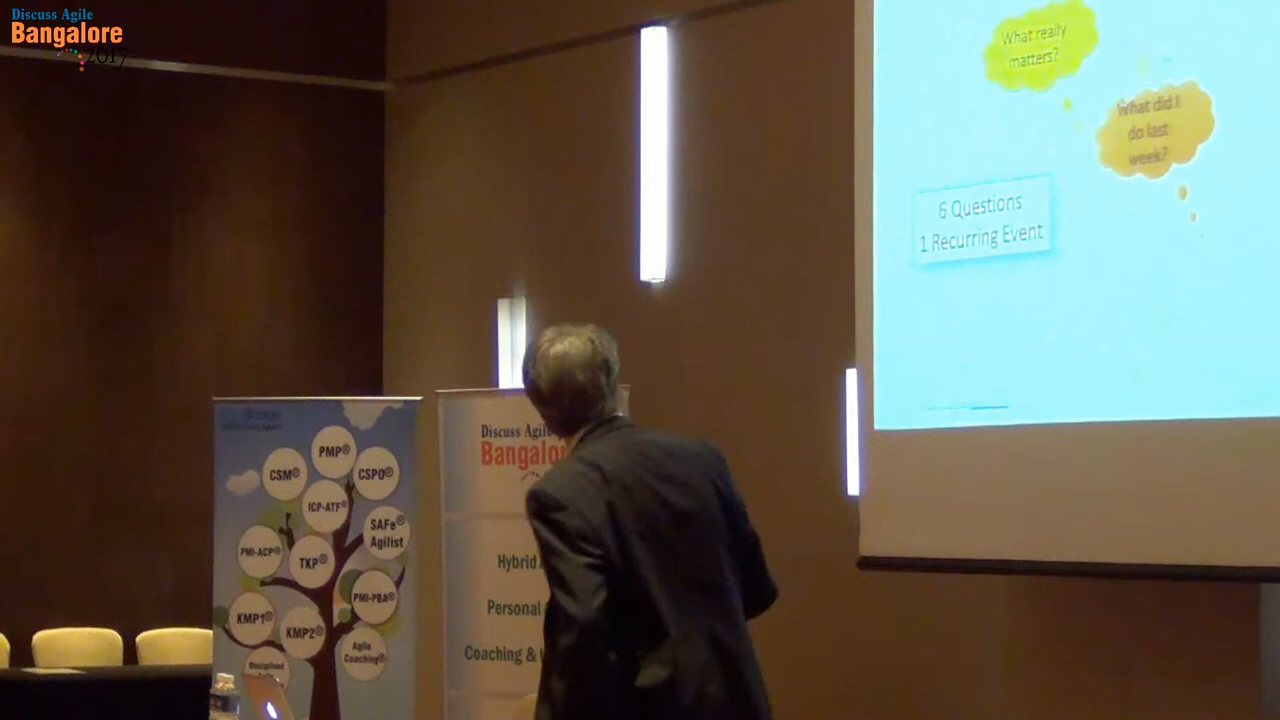 Discuss Agile
Bangalore
2017
What really
matters?
What did I
do last
week?
6 Questions
1 Recurring Event
PMP®
CSM®
CSPO®
ICP-ATF®
SAFe®
Agilist
PMI-ACP®
TKP®
PMI-PBA®
KMP1®
KMP2®
Agile
Coaching®
Disciplined
Discuss Agile
Bangalo
Hybrid
Personal
Coaching &